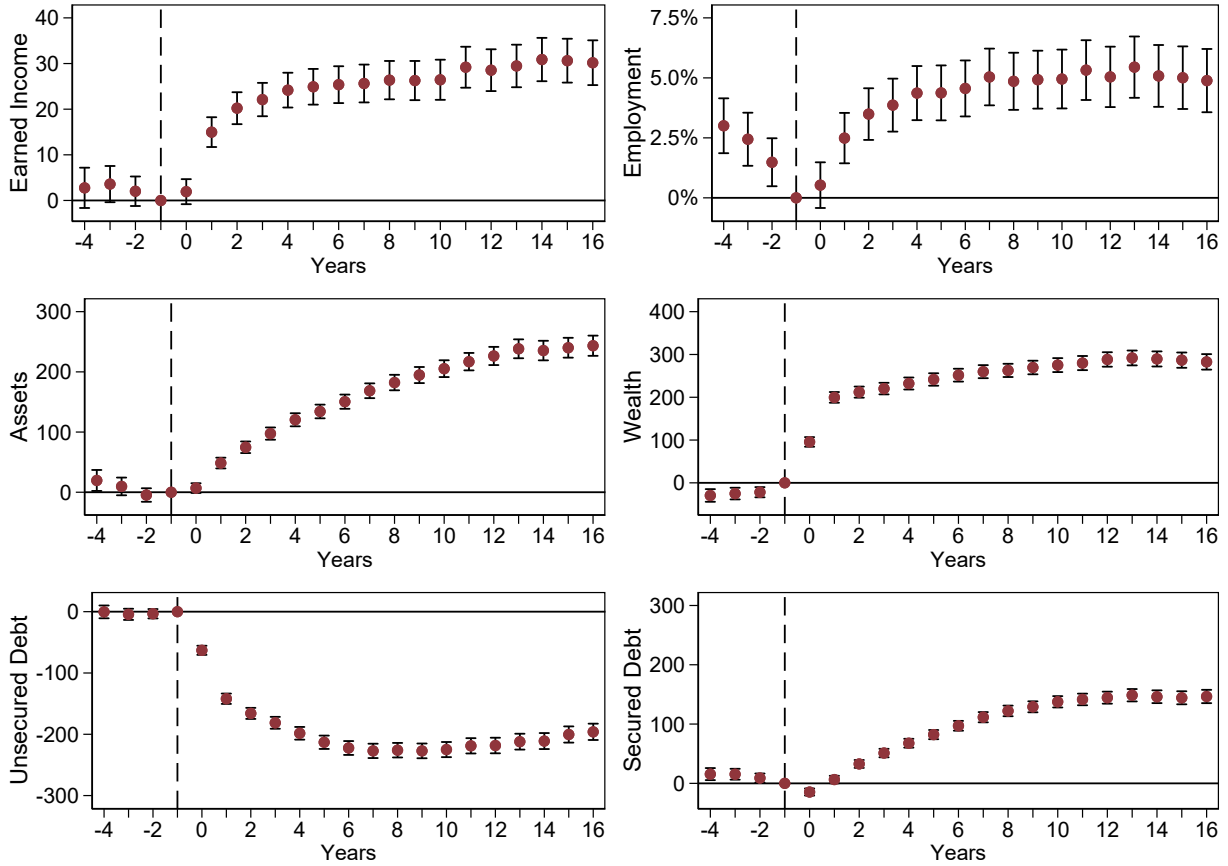 Earned Income
40
30
20
10
0
-4 -2 0 2 4 6 8 10 12 14 16
Years
Employment
7.5%
5.0%
2.5%
0%
-4 -2 0 2 4 6 8 10 12 14 16
Years
Assets
300
200
100
0
-4 -2 0 2 4 6 8 10 12 14 16
Years
Wealth
400
300
200
100
0
-4 -2 0 2 4 6 8 10 12 14 16
Years
Unsecured Debt
0
-100
-200
-300
-4 -2 0 2 4 6 8 10 12 14 16
Years
Secured Debt
300
200
100
0
-4 -2 0 2 4 6 8 10 12 14 16
Years